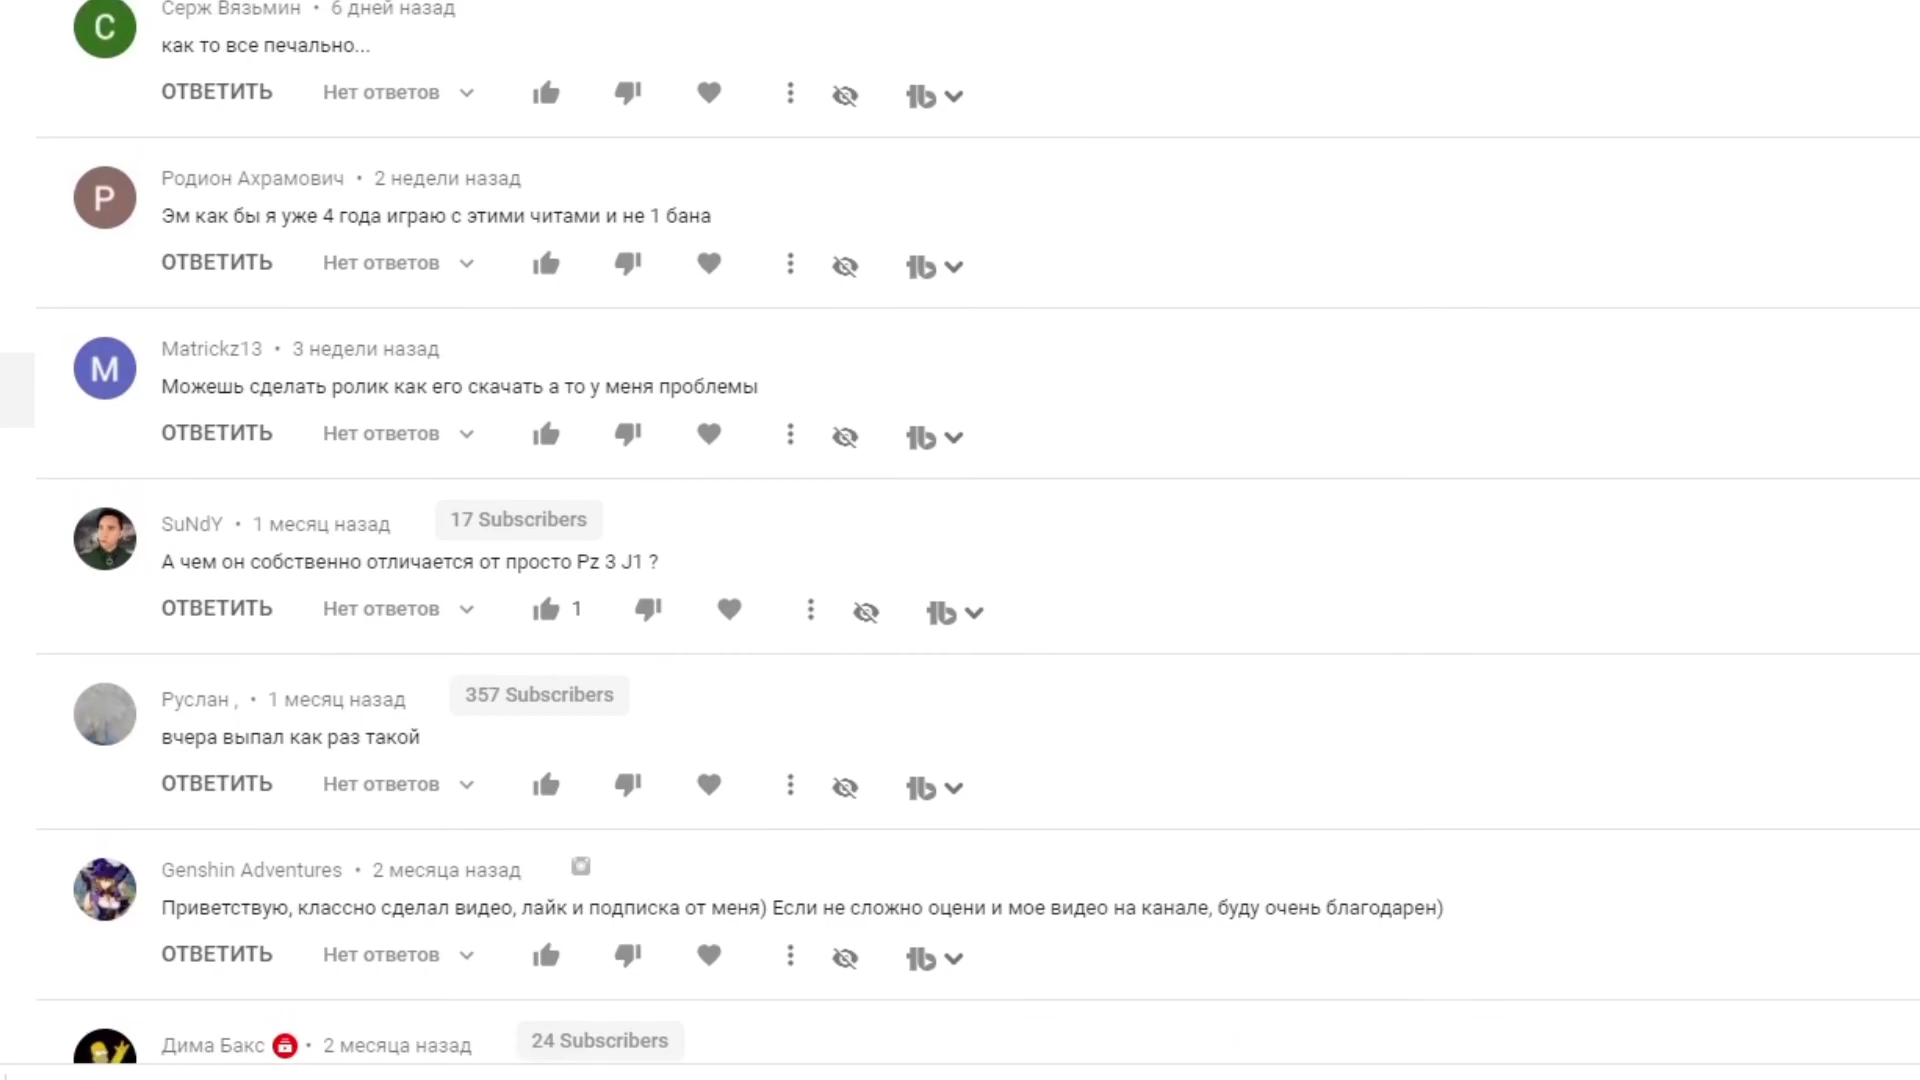 Серж Вязьмин • 6 дней назад
как то все печально...
ОТВЕТИТЬ Нет ответов
Родион Ахрамович • 2 недели назад
Эм как бы я уже 4 года играю с этими читами и не 1 бана
ОТВЕТИТЬ Нет ответов
Matrickz13 • 3 недели назад
Можешь сделать ролик как его скачать а то у меня проблемы
ОТВЕТИТЬ Нет ответов
SuNdY • 1 месяц назад 17 Subscribers
А чем он собственно отличается от просто Pz 3 J1 ?
ОТВЕТИТЬ Нет ответов 1
Руслан , • 1 месяц назад 357 Subscribers
вчера выпал как раз такой
ОТВЕТИТЬ Нет ответов
Genshin Adventures • 2 месяца назад
Приветствую, классно сделал видео, лайк и подписка от меня) Если не сложно оцени и мое видео на канале, буду очень благодарен)
ОТВЕТИТЬ Нет ответов
Дима Бакс • 2 месяца назад 24 Subscribers